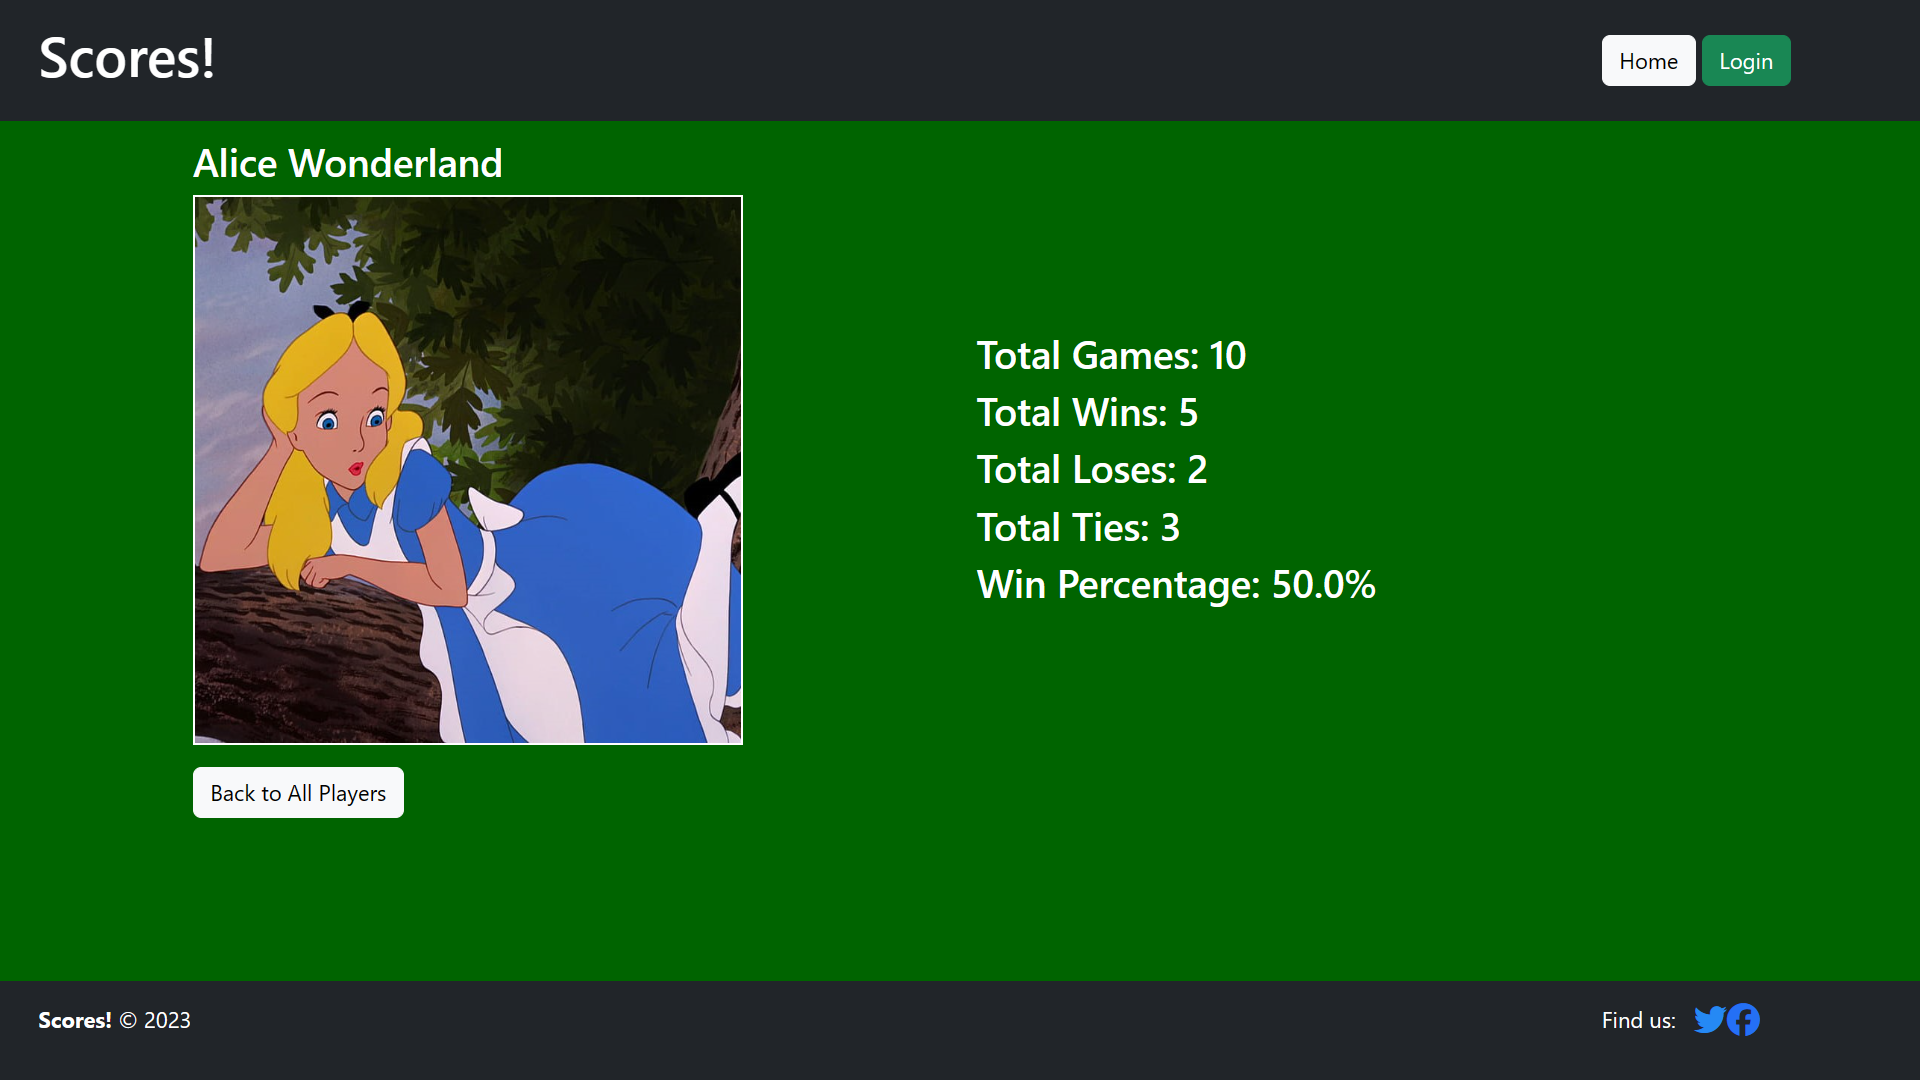 Scores!
Home
Login
Alice Wonderland
Total Games: 10
Total Wins: 5
Total Loses: 2
Total Ties: 3
Win Percentage: 50.0%
Back to All Players
Scores! © 2023
Find us: